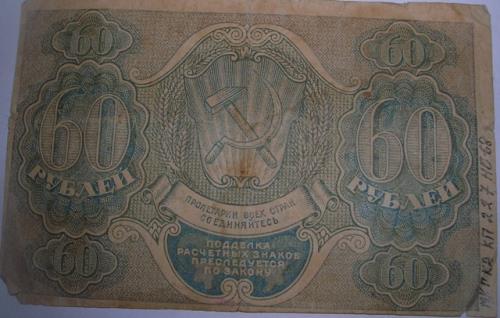 60
60
60
РУБЛЕЙ
60
РУБЛЕЙ
ПРОЛЕТАРИИ ВСЕХ СТРАН
СОЕДИНЯЙТЕСЬ
ПОДДЕЛКА
РАСЧЕТНЫХ ЗНАКОВ
ПРЕСЛЕДУЕТСЯ
ПО ЗАКОНУ
60
60